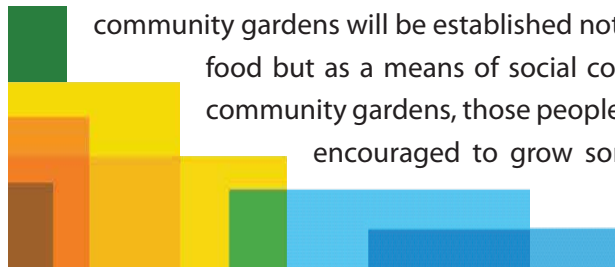 community gardens will be established not
food but as a means of social co
community gardens, those people
encouraged to grow so